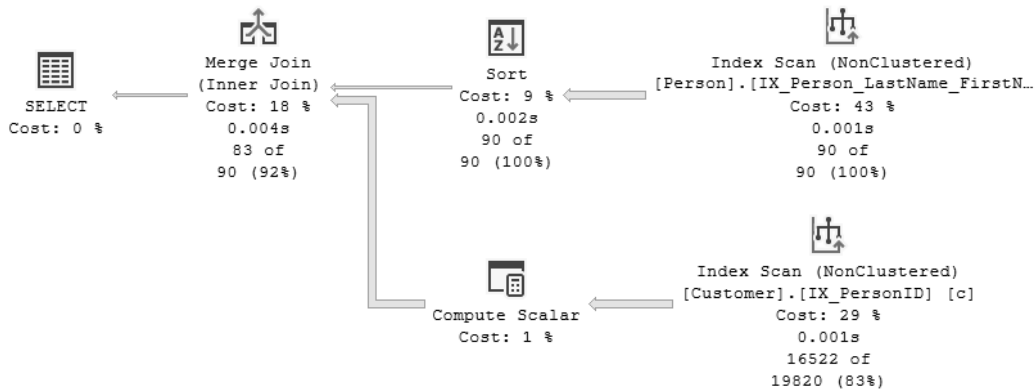 SELECT
Cost: 0 %
Merge Join
(Inner Join)
Cost: 18 %
0.004s
83 of
90 (92%)
A
Z
Sort
Cost: 9 %
0.002s
90 of
90 (100%)
Index Scan (NonClustered)
[Person].[IX_Person_LastName_FirstN…
Cost: 43 %
0.001s
90 of
90 (100%)
Compute Scalar
Cost: 1 %
Index Scan (NonClustered)
[Customer].[IX_PersonID] [c]
Cost: 29 %
0.001s
16522 of
19820 (83%)